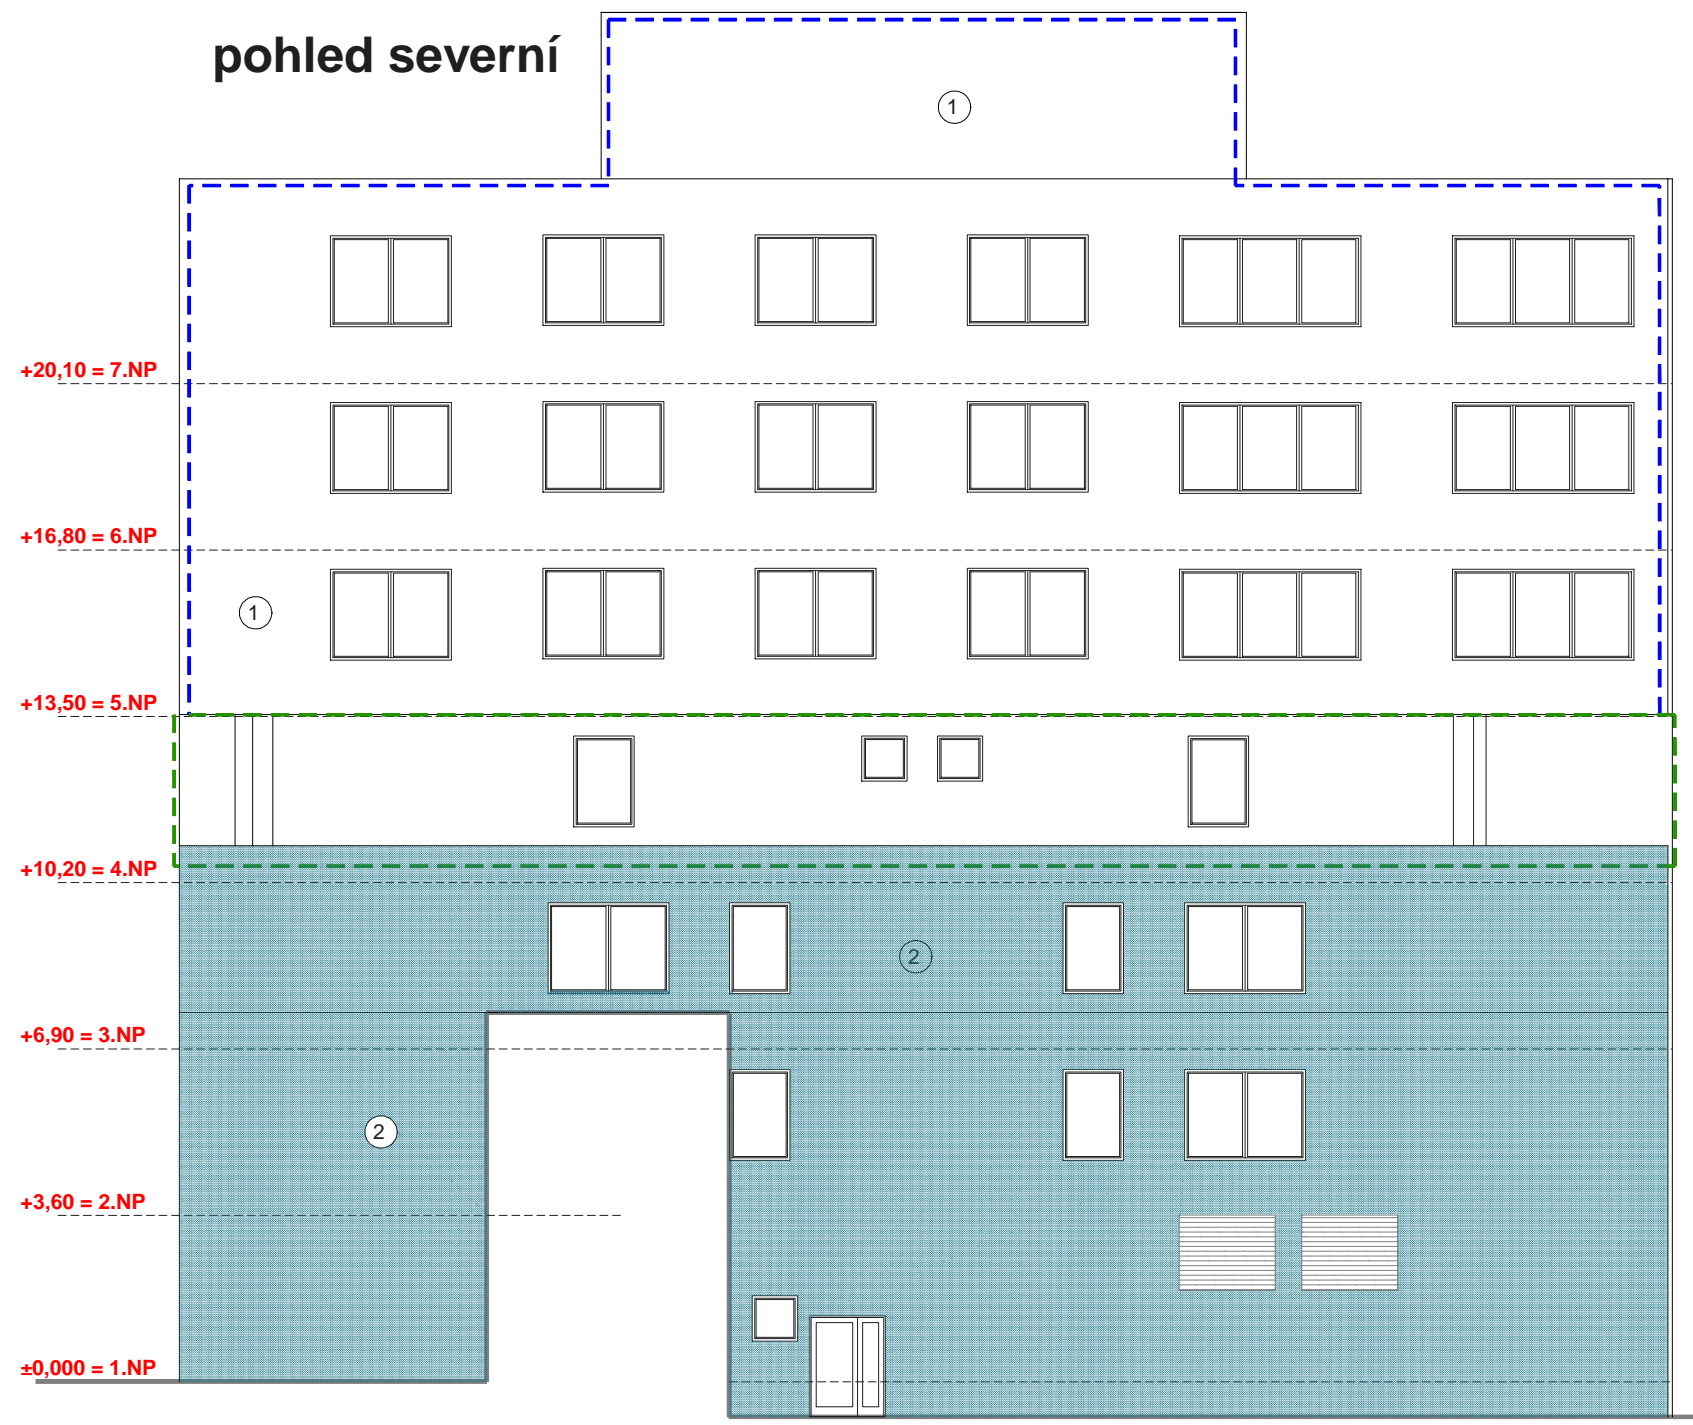 pohled severní
1
+20,10 = 7.NP
+16,80 = 6.NP
1
+13,50 = 5.NP
+10,20 = 4.NP
2
+6,90 = 3.NP
2
+3,60 = 2.NP
±0,000 = 1.NP